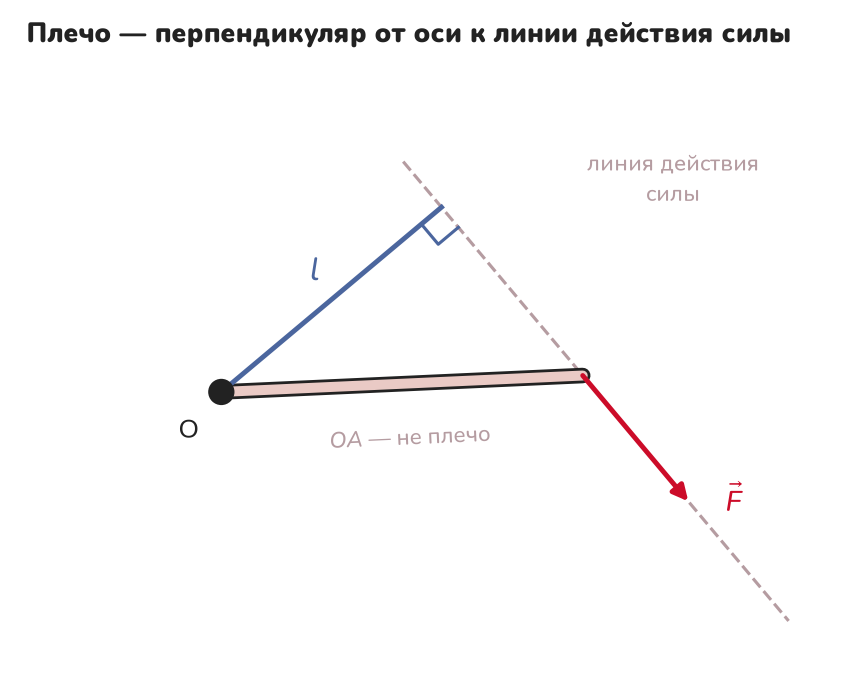 Плечо — перпендикуляр от оси к линии действия силы
линия действия
силы
l
O
OA — не плечо
F⃗